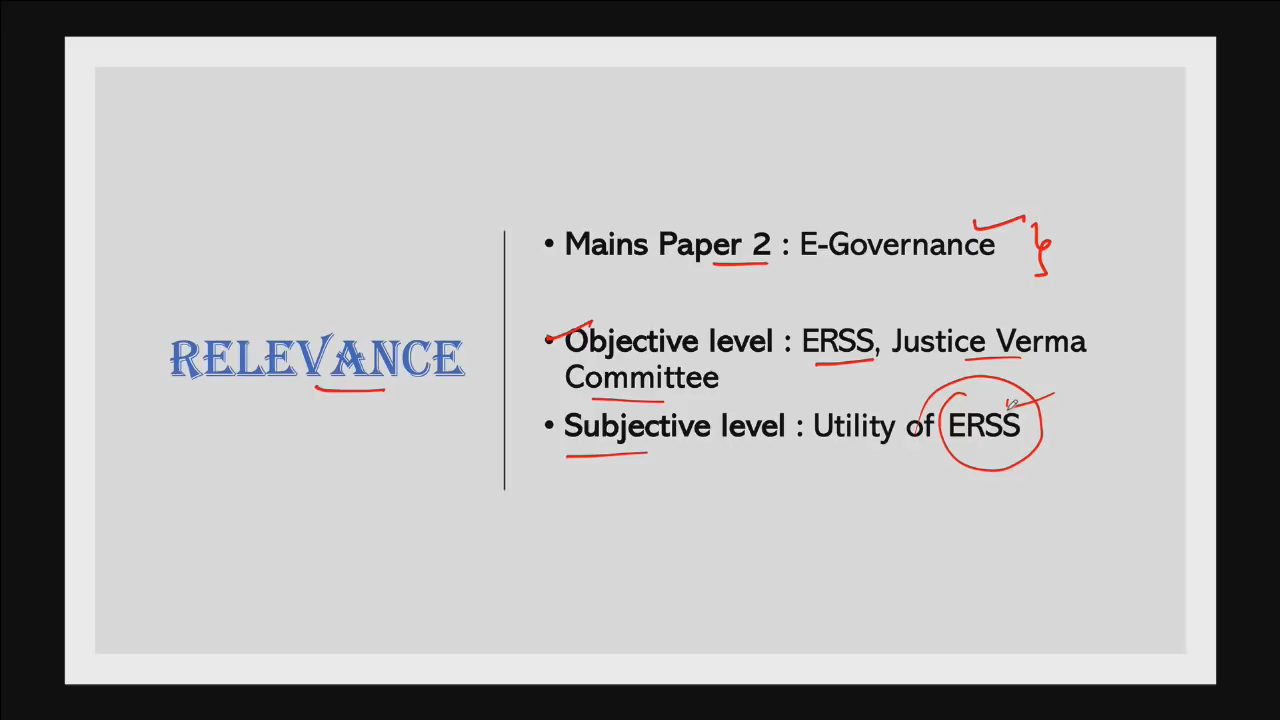 RELEVANCE
• Mains Paper 2 : E-Governance
• Objective level : ERSS, Justice Verma
Committee
• Subjective level : Utility of ERSS